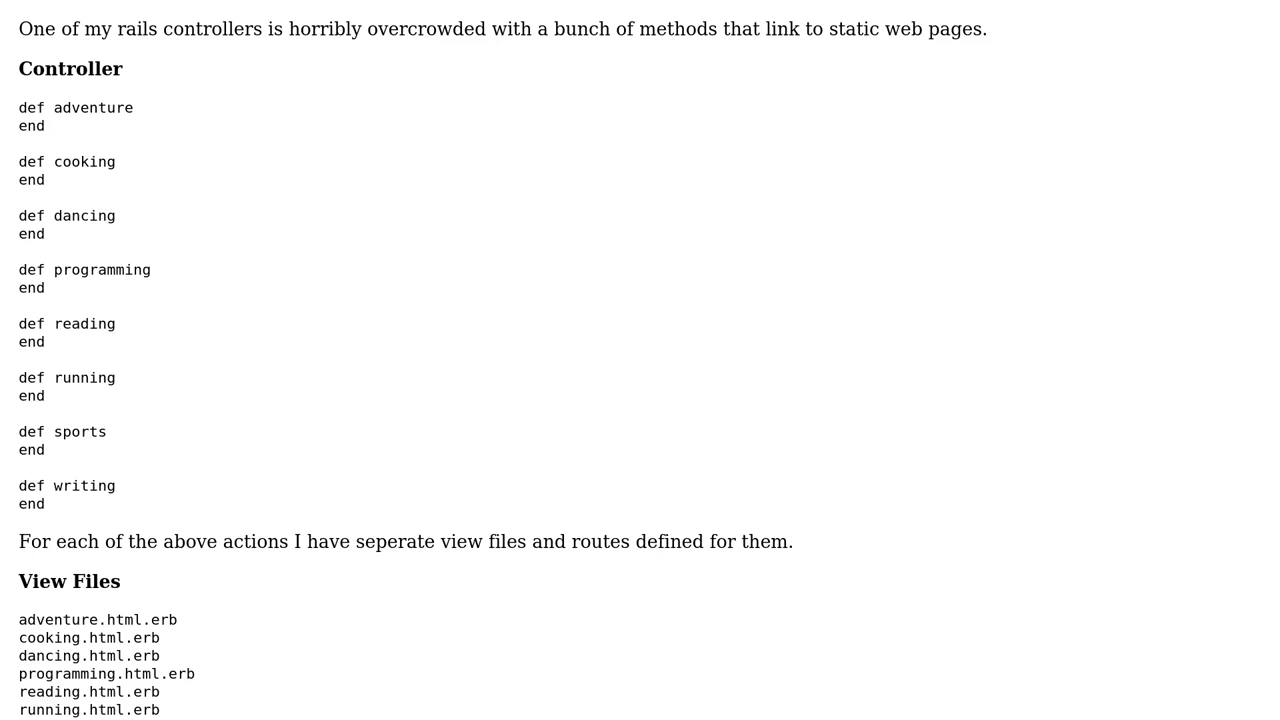 One of my rails controllers is horribly overcrowded with a bunch of methods that link to static web pages.
Controller
def adventure
end
def cooking
end
def dancing
end
def programming
end
def reading
end
def running
end
def sports
end
def writing
end
For each of the above actions I have seperate view files and routes defined for them.
View Files
adventure.html.erb
cooking.html.erb
dancing.html.erb
programming.html.erb
reading.html.erb
running.html.erb